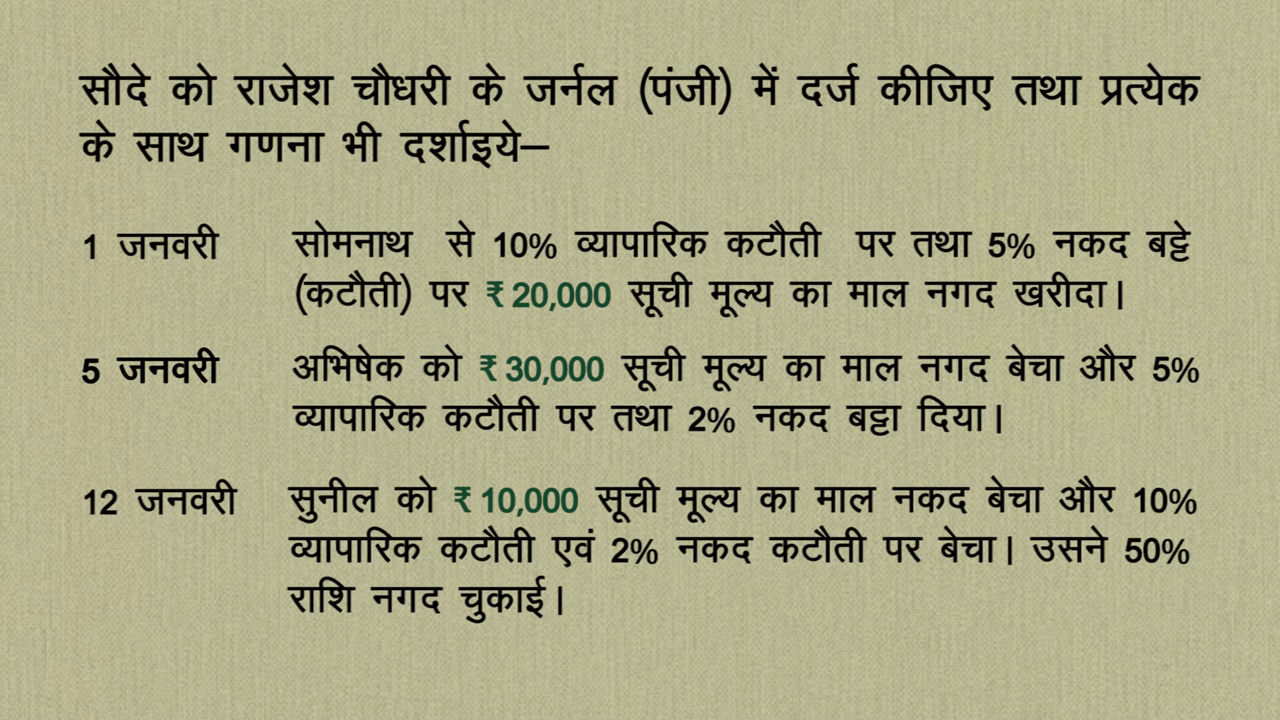 सौदे को राजेश चौधरी के जर्नल (पंजी) में दर्ज कीजिए तथा प्रत्येक
के साथ गणना भी दर्शाइये–
1 जनवरी सोमनाथ से 10% व्यापारिक कटौती पर तथा 5% नकद बट्टे
(कटौती) पर ₹ 20,000 सूची मूल्य का माल नगद खरीदा।
5 जनवरी अभिषेक को ₹ 30,000 सूची मूल्य का माल नगद बेचा और 5%
व्यापारिक कटौती पर तथा 2% नकद बट्टा दिया।
12 जनवरी सुनील को ₹ 10,000 सूची मूल्य का माल नकद बेचा और 10%
व्यापारिक कटौती एवं 2% नकद कटौती पर बेचा। उसने 50%
राशि नगद चुकाई।